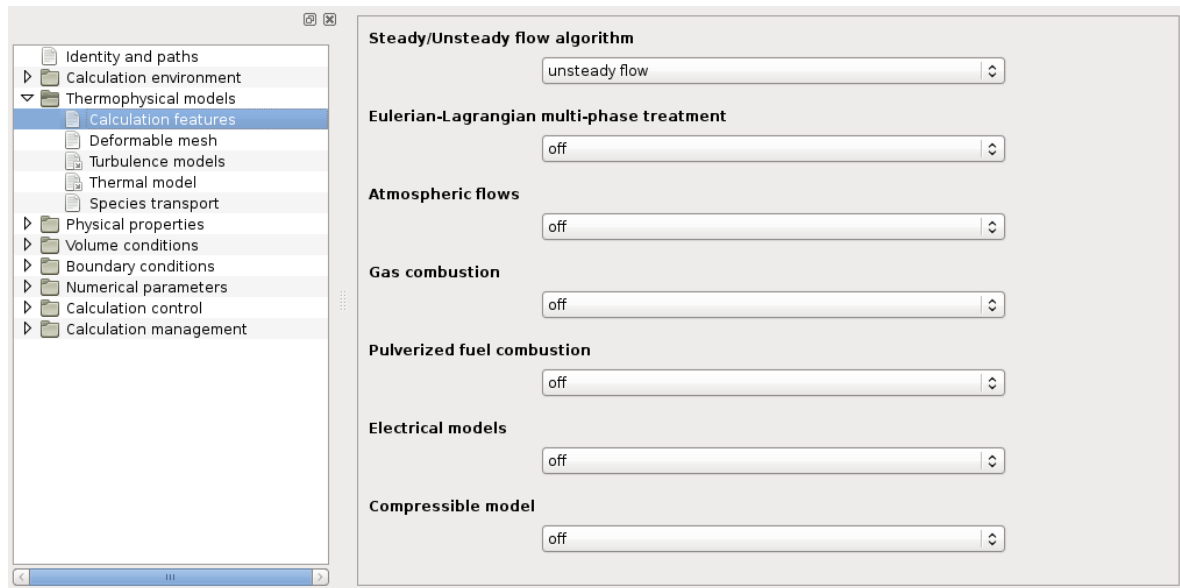 Identity and paths
Calculation environment
Thermophysical models
Calculation features
Deformable mesh
Turbulence models
Thermal model
Species transport
Physical properties
Volume conditions
Boundary conditions
Numerical parameters
Calculation control
Calculation management
Steady/Unsteady flow algorithm
unsteady flow
Eulerian-Lagrangian multi-phase treatment
off
Atmospheric flows
off
Gas combustion
off
Pulverized fuel combustion
off
Electrical models
off
Compressible model
off